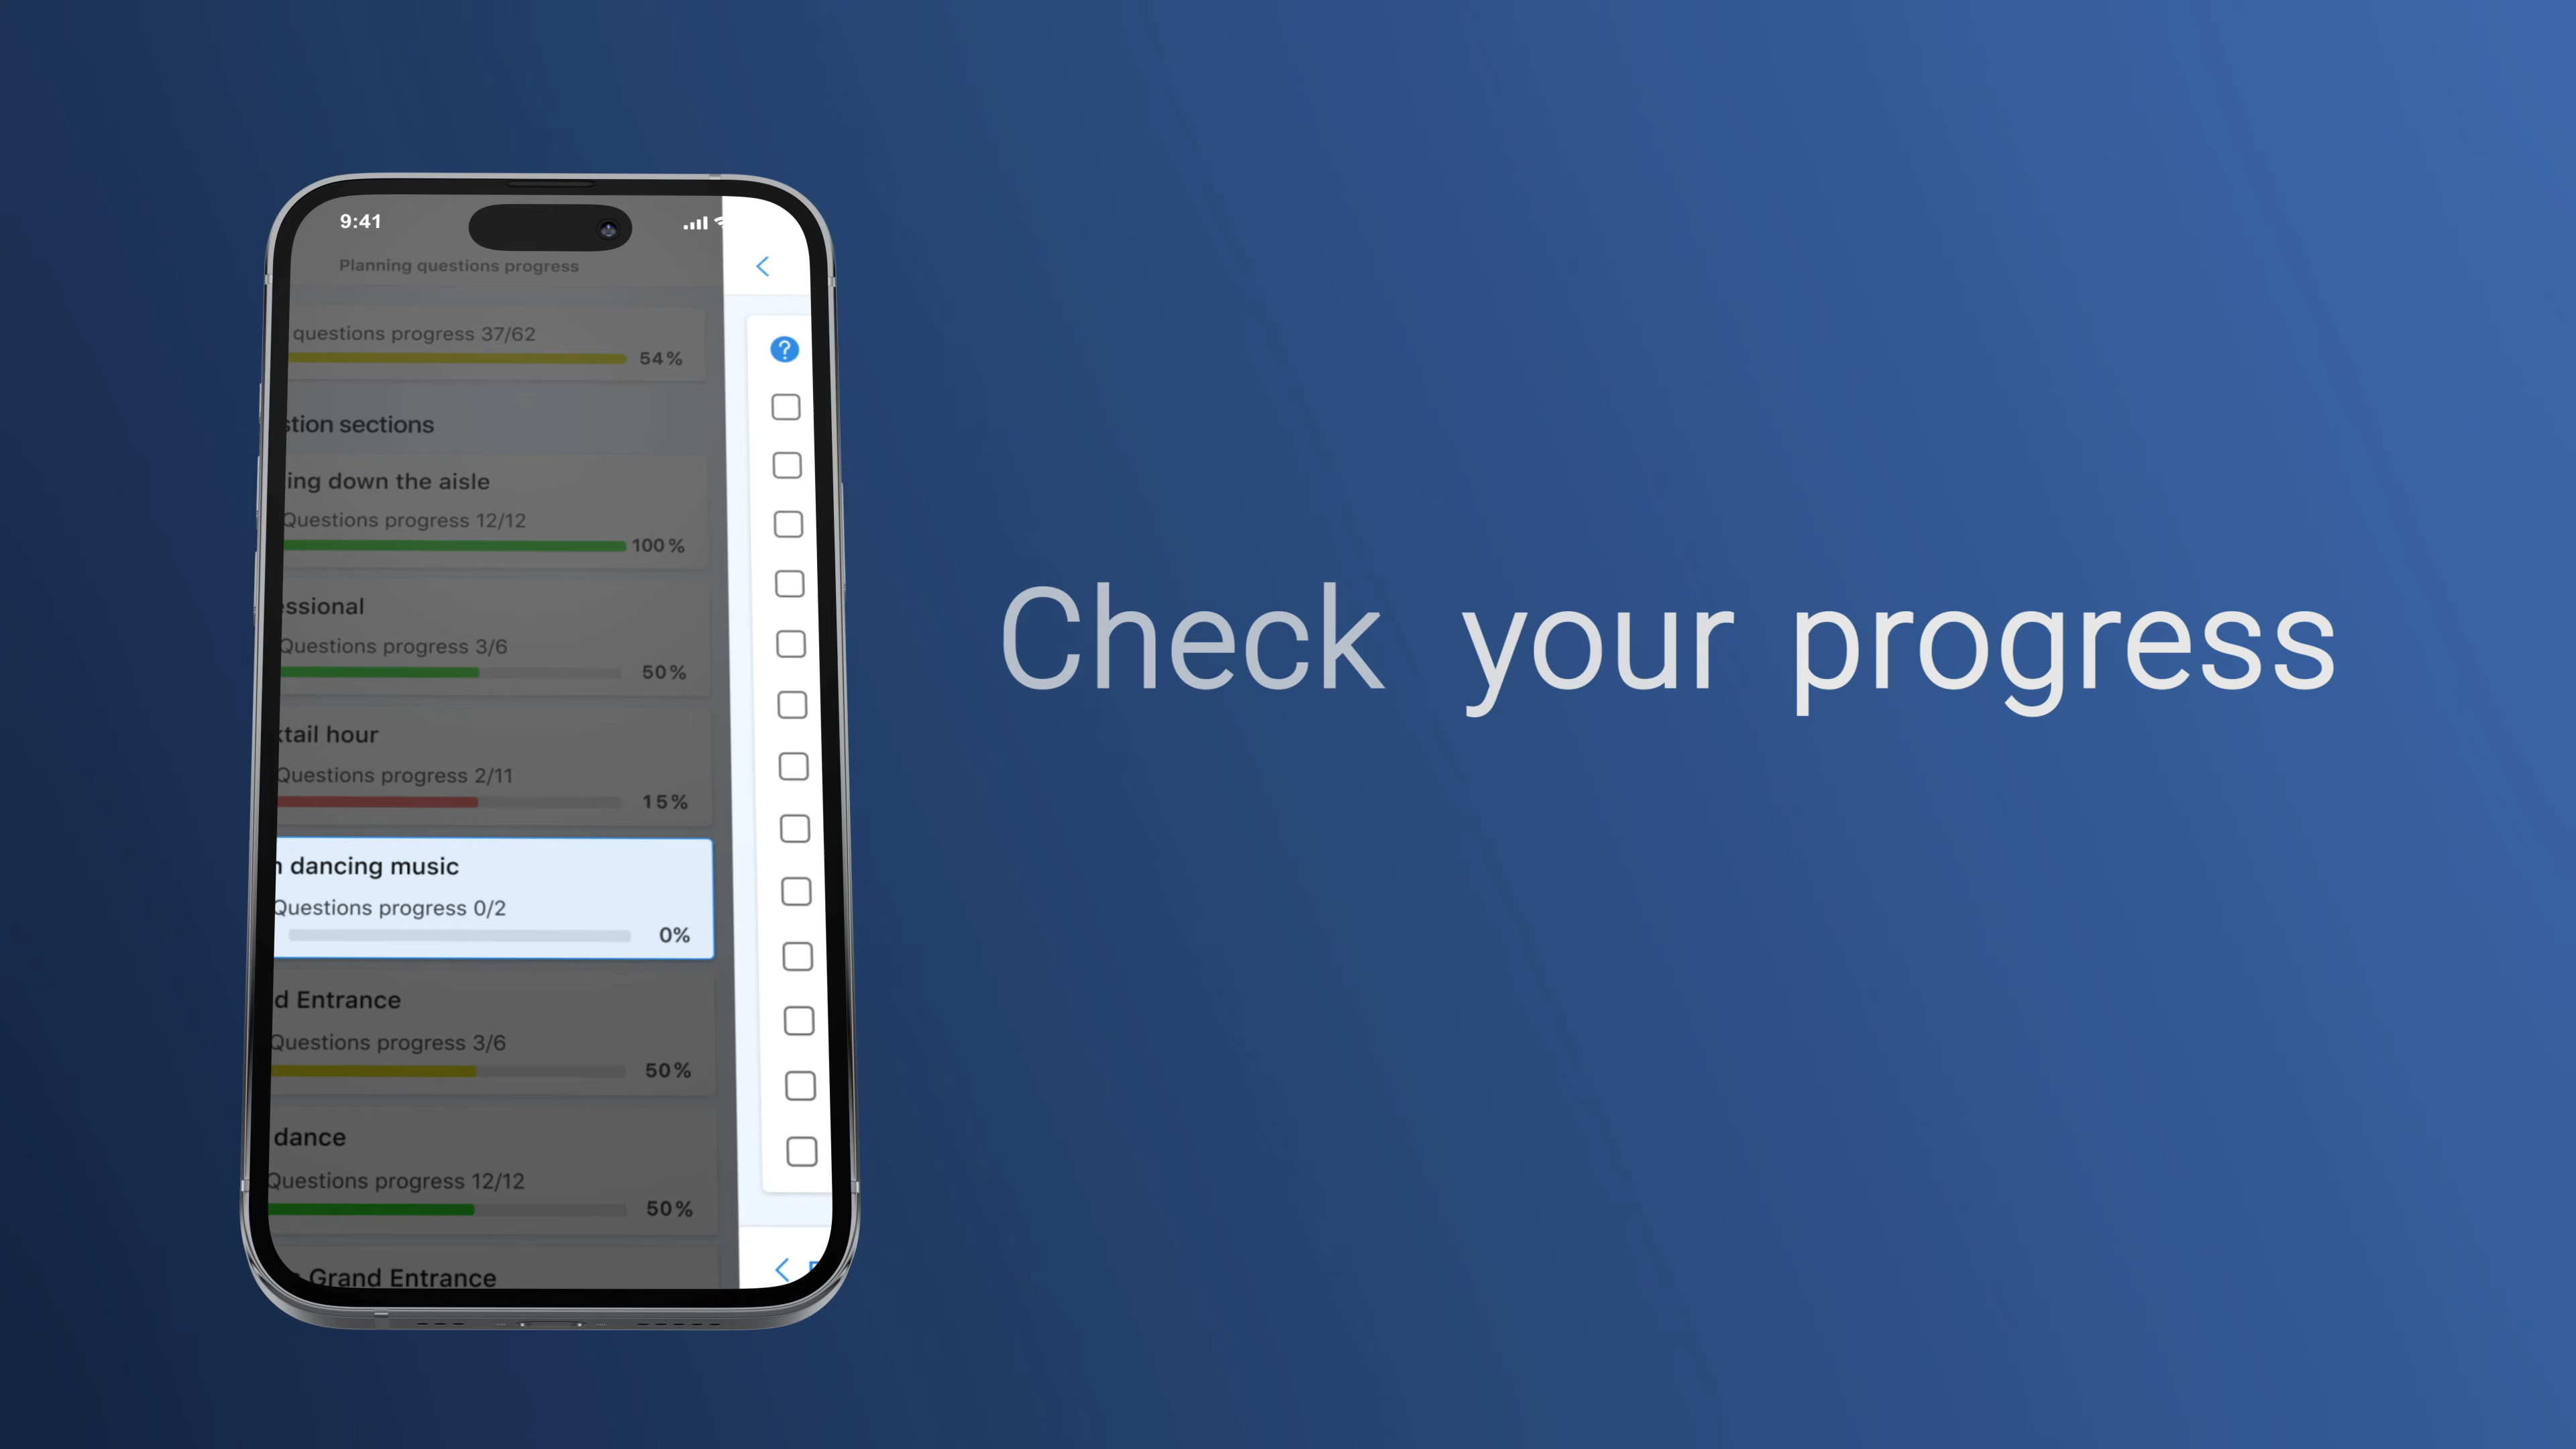 9:41
Planning questions progress
questions progress 37/62
54%
stion sections
ing down the aisle
Questions progress 12/12
100%
essional
Questions progress 3/6
50%
ktail hour
Questions progress 2/11
15%
n dancing music
Questions progress 0/2
0%
d Entrance
Questions progress 3/6
50%
dance
Questions progress 12/12
50%
Grand Entrance
?
Check your progress